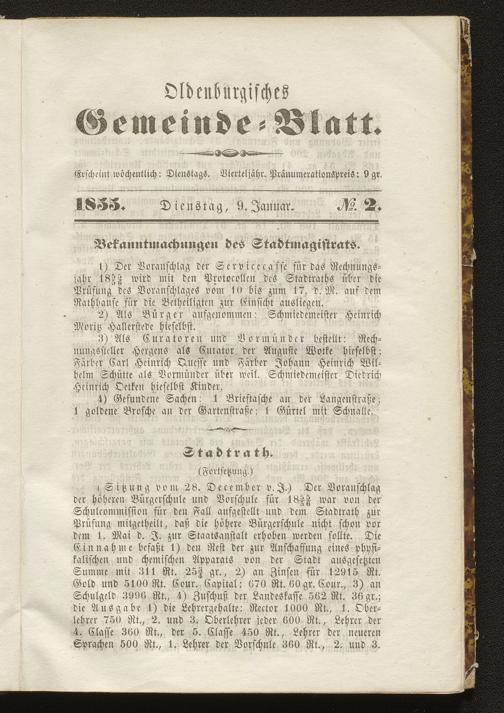 Oldenburgisches
Gemeinde-Blatt.
Erscheint wöchentlich: Dienstags. Vierteljähr. Pränumerationspreis: 9 gr.
1855. Dienstag, 9. Januar. No. 2.
Bekanntmachungen des Stadtmagistrats.
1) Der Voranschlag der Servicecasse für das Rechnungs-
jahr 18 wird mit den Protocollen des Stadtraths über die
Prüfung des Voranschlages vom 10 bis zum 17. d. M. auf dem
Rathhause für die Betheiligten zur Einsicht ausliegen.
2) Als Bürger aufgenommen: Schmiedemeister Heinrich
Moritz Hallerstede hieselbst.
3) Als Curatoren und Vormünder bestellt: Rech-
nungssteller Hergens als Curator der Auguste Wotke hieselbst;
Färber Carl Heinrich Duesse und Färber Johann Heinrich Wil-
helm Schütte als Vormünder über weil. Schmiedemeister Diedrich
Heinrich Oetken hieselbst Kinder.
4) Gefundene Sachen: 1 Brieftasche an der Langenstraße;
1 goldene Brosche an der Gartenstraße; 1 Gürtel mit Schnalle.
Stadtrath.
(Fortsetzung.)
(Sitzung vom 28. December v. J.) Der Voranschlag
der höheren Bürgerschule und Vorschule für 18 war von der
Schulcommission für den Fall aufgestellt und dem Stadtrath zur
Prüfung mitgetheilt, daß die höhere Bürgerschule nicht schon vor
dem 1. Mai d. J. zur Staatsanstalt erhoben werden sollte. Die
Einnahme befaßt 1) den Rest der zur Anschaffung eines physi-
kalischen und chemischen Apparats von der Stadt ausgesetzten
Summe mit 311 Rt. 25 gr., 2) an Zinsen für 12915 Rt.
Gold und 5100 Rt. Cour. Capital; 670 Rt. 60 gr. Cour., 3) an
Schulgeld 3996 Rt., 4) Zuschuß der Landeskasse 562 Rt. 36 gr.;
die Ausgabe 1) die Lehrergehalte: Rector 1000 Rt., 1. Ober-
lehrer 750 Rt., 2. und 3. Oberlehrer jeder 600 Rt., Lehrer der
4. Classe 360 Rt., der 5. Classe 450 Rt., Lehrer der neueren
Sprachen 500 Rt., 1. Lehrer der Vorschule 360 Rt., 2. und 3.